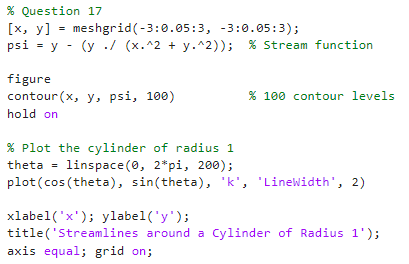 % Question 17
[x, y] = meshgrid(-3:0.05:3, -3:0.05:3);
psi = y - (y ./ (x.^2 + y.^2));  % Stream function
figure
contour(x, y, psi, 100)          % 100 contour levels
hold on
% Plot the cylinder of radius 1
theta = linspace(0, 2*pi, 200);
plot(cos(theta), sin(theta), 'k', 'LineWidth', 2)
xlabel('x'); ylabel('y');
title('Streamlines around a Cylinder of Radius 1');
axis equal; grid on;